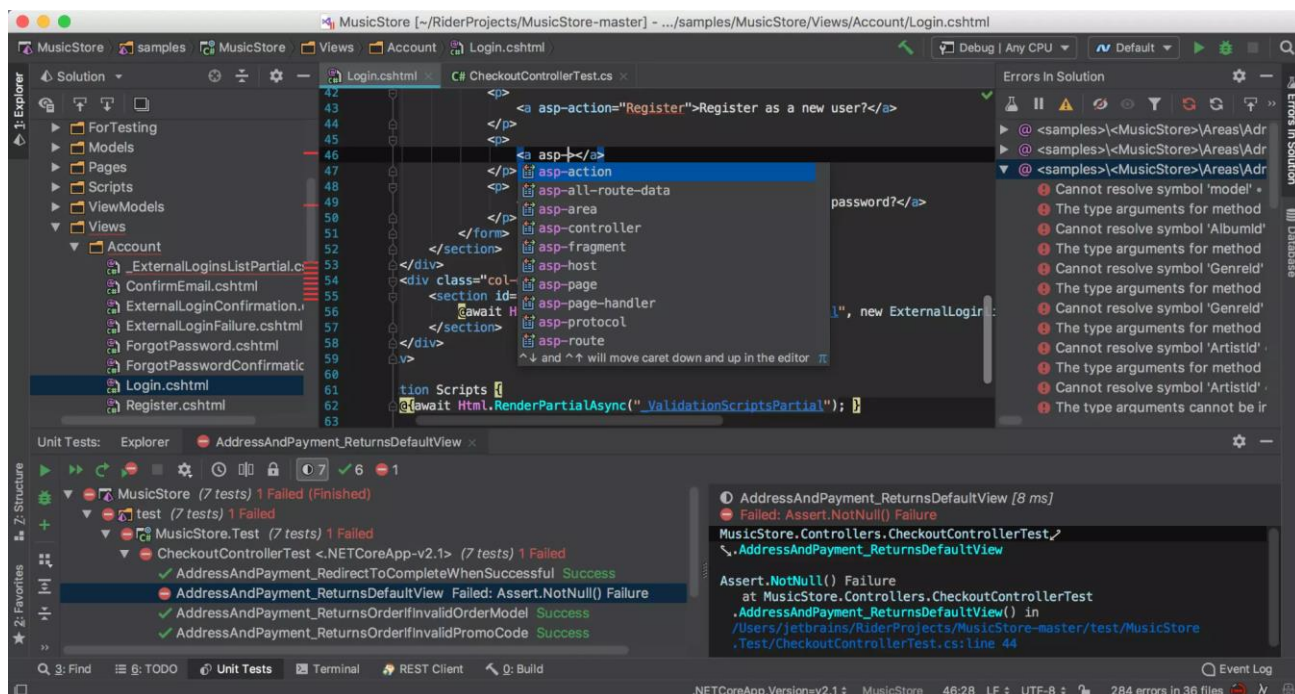 MusicStore [~/RiderProjects/MusicStore-master] - .../samples/MusicStore/Views/Account/Login.cshtml
MusicStore samples MusicStore Views Account Login.cshtml Debug | Any CPU Default
1: Explorer
Solution
Login.cshtml C# CheckoutControllerTest.cs
Errors In Solution
Errors In Solution
Database
ForTesting
Models
Pages
Scripts
ViewModels
Views
Account
_ExternalLoginsListPartial.c
ConfirmEmail.cshtml
ExternalLoginConfirmation.
ExternalLoginFailure.cshtml
ForgotPassword.cshtml
ForgotPasswordConfirmatic
Login.cshtml
Register.cshtml
42 <p>
43 <a asp-action="Register">Register as a new user?</a>
44 </p>
45 <p>
46 <a asp-></a>
47 </p>
48 <p>
49 password?</a>
50 </p>
51 </form>
52 </section>
53 </div>
54 <div class="col-
55 <section id=
56 @await H l", new ExternalLogin
57 </section>
58 </div>
59 v>
60
61 tion Scripts {
62 @{await Html.RenderPartialAsync("_ValidationScriptsPartial"); }
63
asp-action
asp-all-route-data
asp-area
asp-controller
asp-fragment
asp-host
asp-page
asp-page-handler
asp-protocol
asp-route
^↓ and ^↑ will move caret down and up in the editor π
@ <samples>\<MusicStore>\Areas\Adr
@ <samples>\<MusicStore>\Areas\Adr
@ <samples>\<MusicStore>\Areas\Adr
Cannot resolve symbol 'model'
The type arguments for method
Cannot resolve symbol 'AlbumId'
The type arguments for method
Cannot resolve symbol 'GenreId'
The type arguments for method
Cannot resolve symbol 'GenreId'
The type arguments for method
Cannot resolve symbol 'ArtistId'
The type arguments for method
Cannot resolve symbol 'ArtistId'
The type arguments cannot be ir
Unit Tests: Explorer AddressAndPayment_ReturnsDefaultView
7 6 1
Z: Structure
2: Favorites
MusicStore (7 tests) 1 Failed (Finished)
test (7 tests) 1 Failed
MusicStore.Test (7 tests) 1 Failed
CheckoutControllerTest <.NETCoreApp-v2.1> (7 tests) 1 Failed
AddressAndPayment_RedirectToCompleteWhenSuccessful Success
AddressAndPayment_ReturnsDefaultView Failed: Assert.NotNull() Failure
AddressAndPayment_ReturnsOrderIfInvalidOrderModel Success
AddressAndPayment_ReturnsOrderIfInvalidPromoCode Success
AddressAndPayment_ReturnsDefaultView [8 ms]
Failed: Assert.NotNull() Failure
MusicStore.Controllers.CheckoutControllerTest
.AddressAndPayment_ReturnsDefaultView
Assert.NotNull() Failure
at MusicStore.Controllers.CheckoutControllerTest
.AddressAndPayment_ReturnsDefaultView() in
/Users/jetbrains/RiderProjects/MusicStore-master/test/MusicStore
.Test/CheckoutControllerTest.cs:line 44
3: Find 6: TODO Unit Tests Terminal REST Client 0: Build Event Log
.NETCoreApp,Version=v2.1 MusicStore 46:28 LF UTF-8 284 errors in 36 files